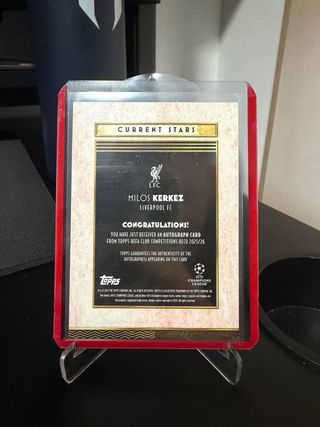 CURRENT STARS
L.F.C.
MILOS KERKEZ
LIVERPOOL FC
CONGRATULATIONS!
YOU HAVE JUST RECEIVED AN AUTOGRAPH CARD
FROM TOPPS UEFA CLUB COMPETITIONS DECO 2025/26
TOPPS GUARANTEES THE AUTHENTICITY OF THE
AUTOGRAPH(S) APPEARING ON THIS CARD
Topps
UEFA
CHAMPIONS
LEAGUE